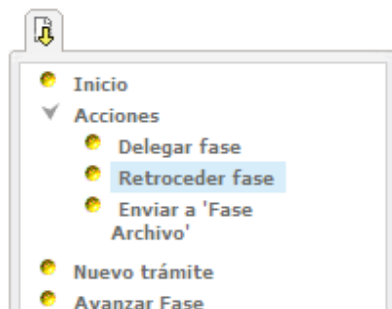 Inicio
Acciones
Delegar fase
Retroceder fase
Enviar a 'Fase
Archivo'
Nuevo trámite
Avanzar Fase